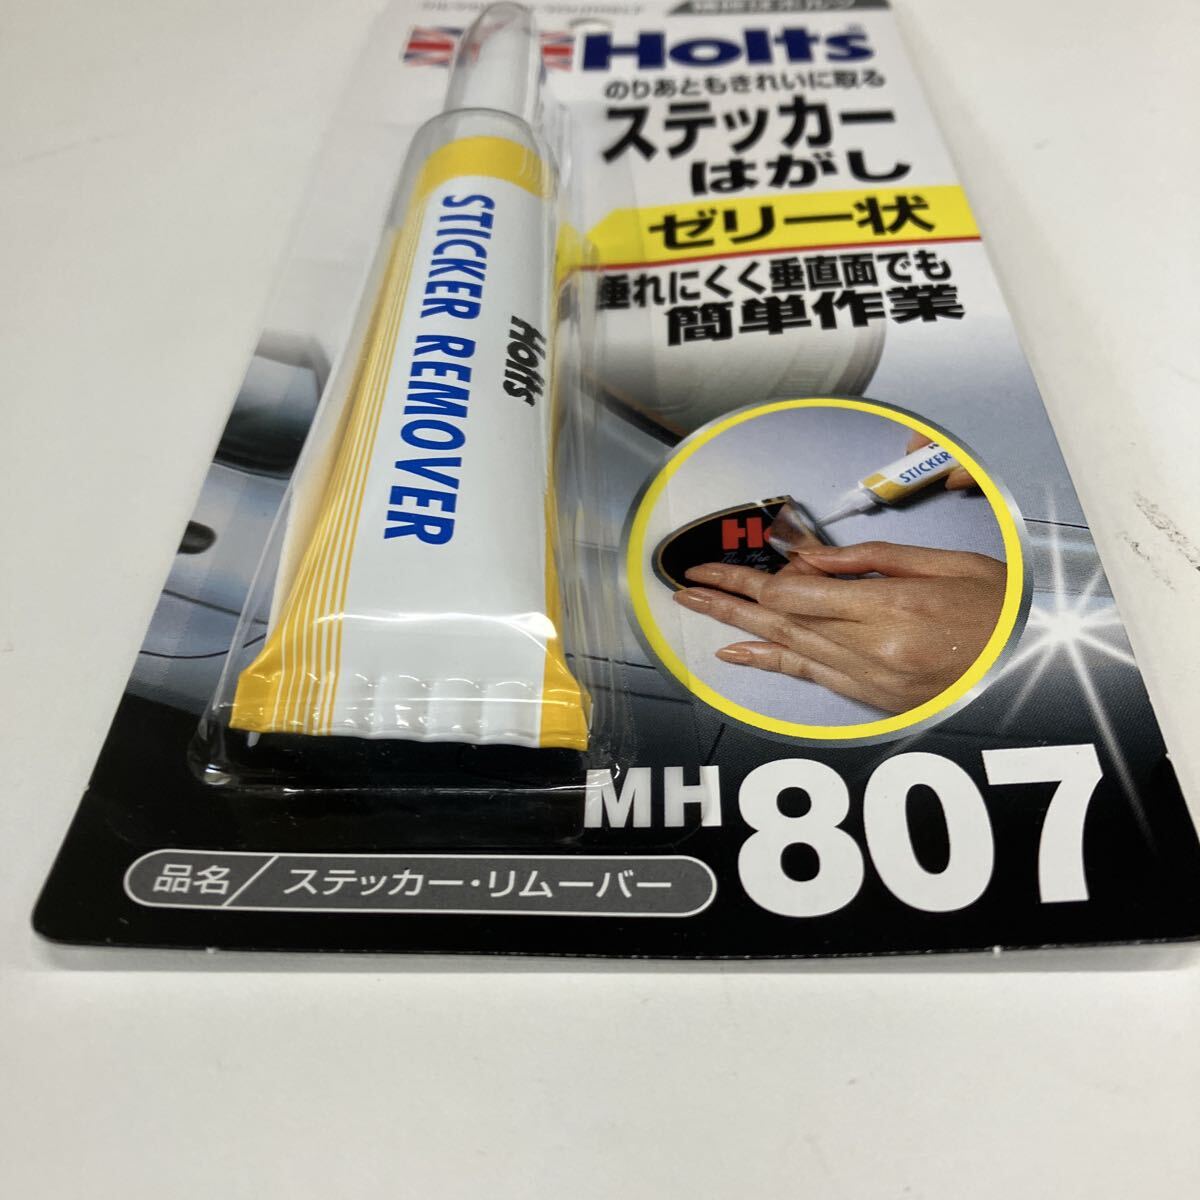 Holts
のりあともきれいに取る
ステッカー
はがし
ゼリー状
垂れにくく垂直面でも
簡単作業
STICKER REMOVER
Holts
STICKER
H
MH807
品名/ステッカー・リムーバー